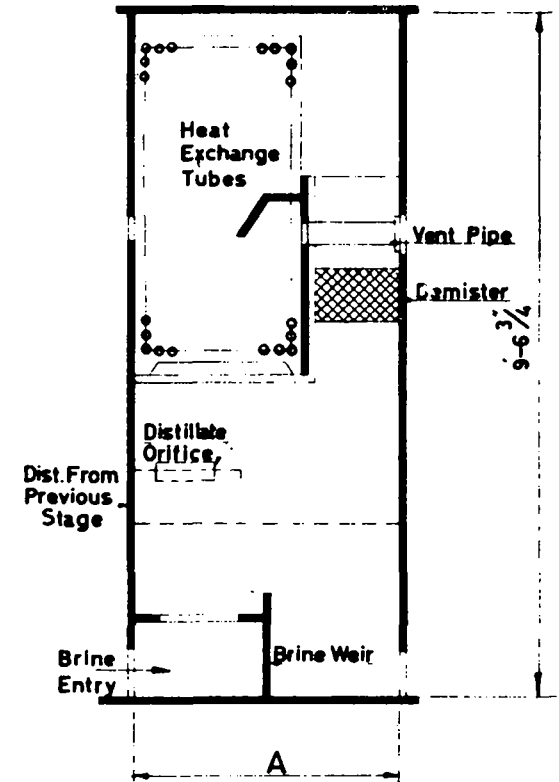 Heat
Exchange
Tubes
Vent Pipe
Demister
9-6 3/4"
Distillate
Orifice,
Dist.From
Previous
Stage
Brine
Entry
Brine Weir
A